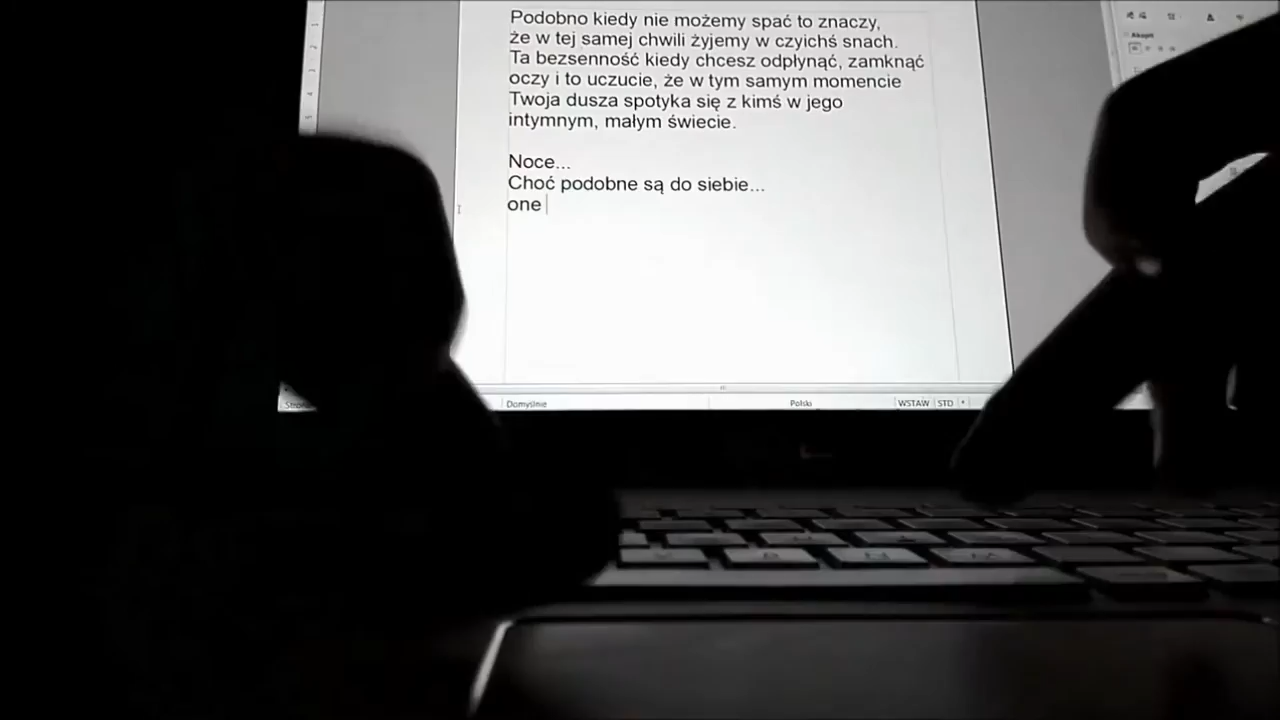 Podobno kiedy nie możemy spać to znaczy,
że w tej samej chwili żyjemy w czyichś snach.
Ta bezsenność kiedy chcesz odpłynąć, zamknąć
oczy i to uczucie, że w tym samym momencie
Twoja dusza spotyka się z kimś w jego
intymnym, małym świecie.
Noce...
Choć podobne są do siebie...
one
Akapit
Domyślnie Polski WSTAW STD *